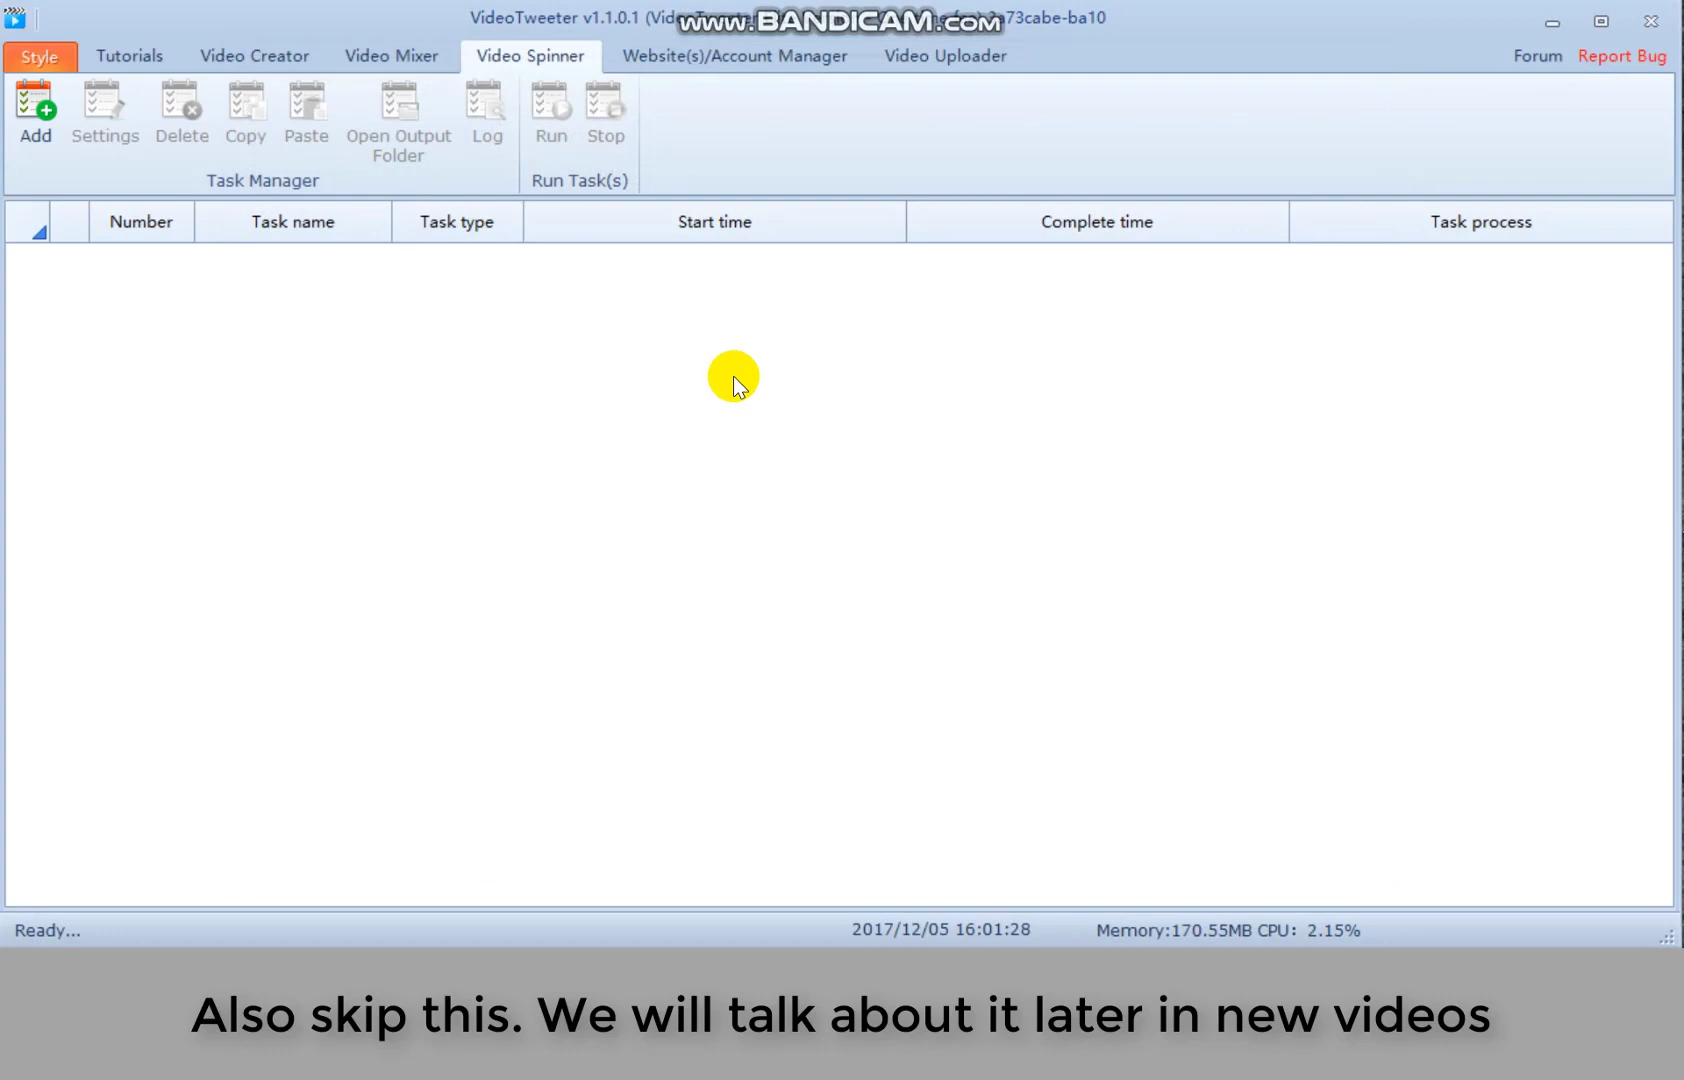 VideoTweeter v1.1.0.1 (Vid
www.BANDICAM.com
73cabe-ba10
Style Tutorials Video Creator Video Mixer Video Spinner Website(s)/Account Manager Video Uploader Forum Report Bug
Add Settings Delete Copy Paste Open Output Folder Log Run Stop
Task Manager Run Task(s)
Number Task name Task type Start time Complete time Task process
Ready... 2017/12/05 16:01:28 Memory:170.55MB CPU: 2.15%
Also skip this. We will talk about it later in new videos